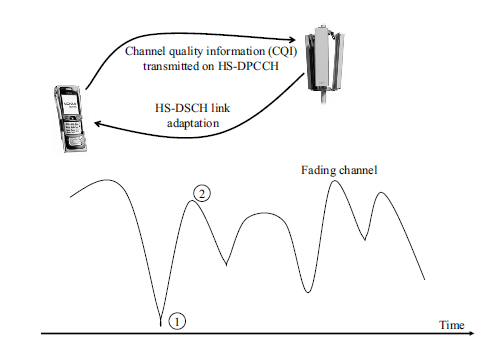 Channel quality information (CQI)
transmitted on HS-DPCCH
HS-DSCH link
adaptation
Fading channel
2
1
Time